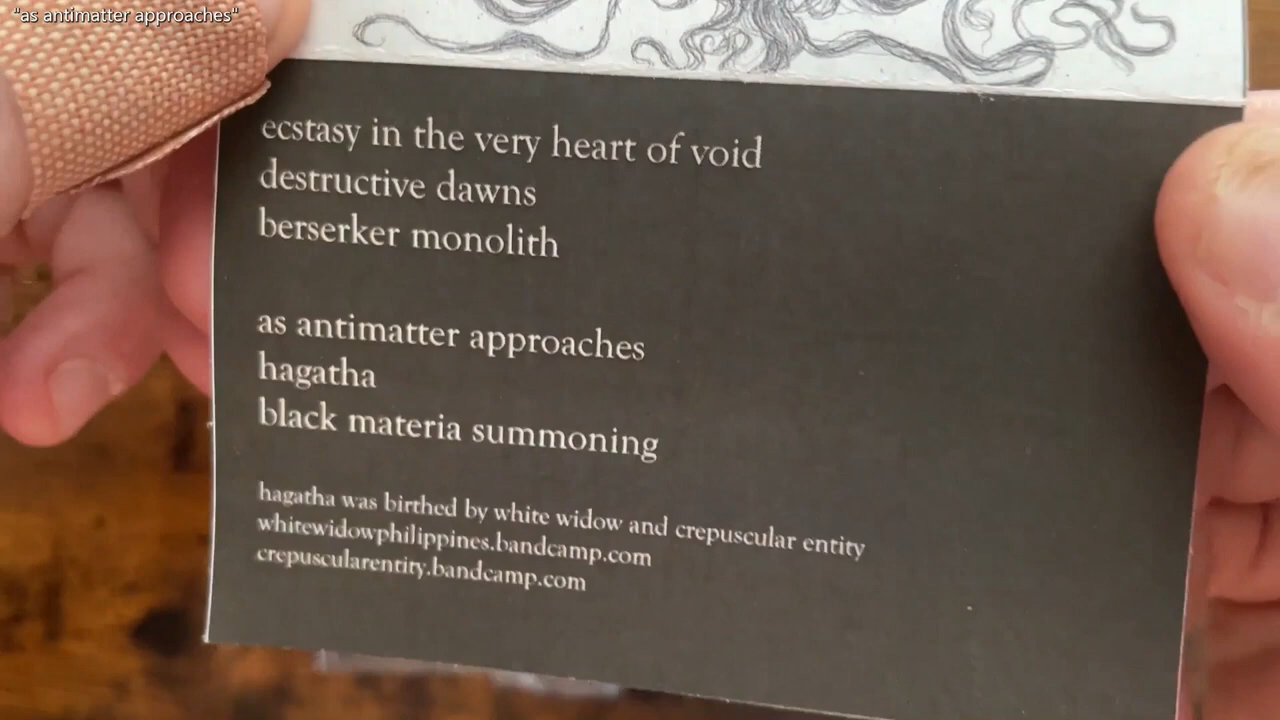 "as antimatter approaches"
ecstasy in the very heart of void
destructive dawns
berserker monolith
as antimatter approaches
hagatha
black materia summoning
hagatha was birthed by white widow and crepuscular entity
whitewidowphilippines.bandcamp.com
crepuscularentity.bandcamp.com